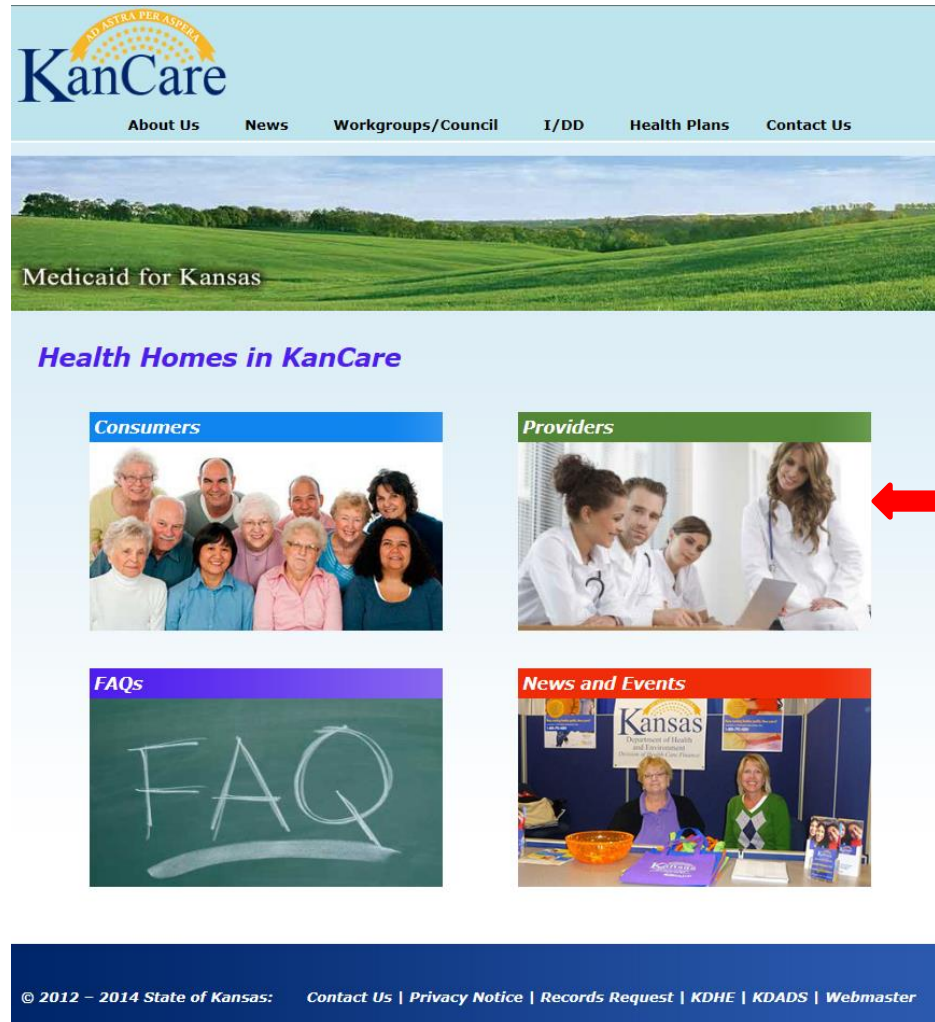 AD ASTRA PER ASPERA
KanCare
About Us News Workgroups/Council I/DD Health Plans Contact Us
Medicaid for Kansas
Health Homes in KanCare
Consumers Providers
FAQs News and Events
FAQ
Kansas
Department of Health
and Environment
Division of Health Care Finance
© 2012 – 2014 State of Kansas: Contact Us | Privacy Notice | Records Request | KDHE | KDADS | Webmaster